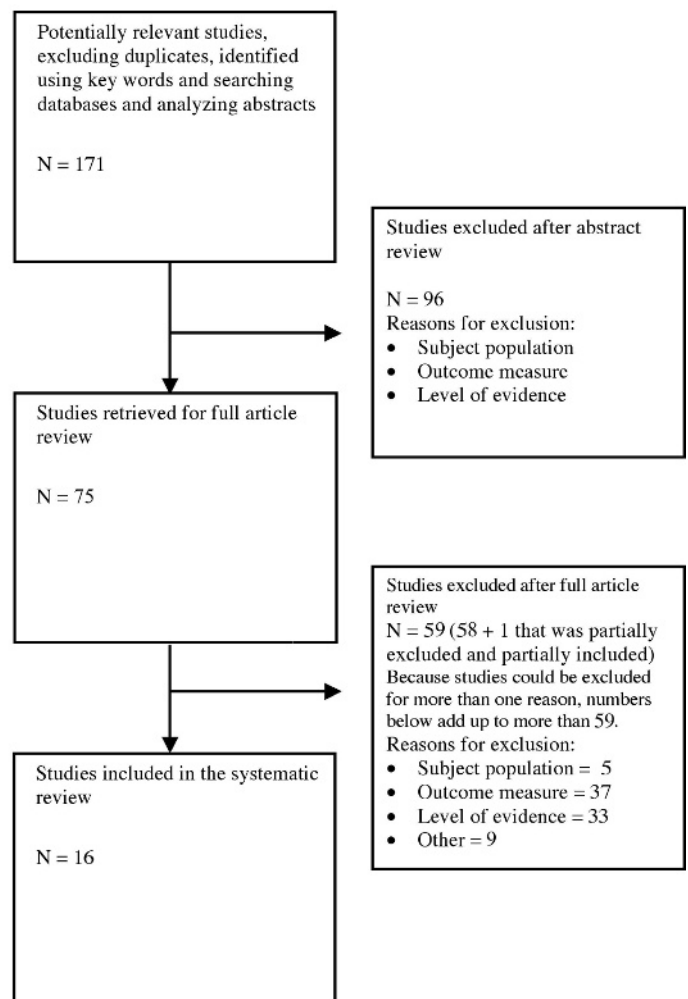 Potentially relevant studies,
excluding duplicates, identified
using key words and searching
databases and analyzing abstracts
N = 171
Studies excluded after abstract
review
N = 96
Reasons for exclusion:
• Subject population
• Outcome measure
• Level of evidence
Studies retrieved for full article
review
N = 75
Studies excluded after full article
review
N = 59 (58 + 1 that was partially
excluded and partially included)
Because studies could be excluded
for more than one reason, numbers
below add up to more than 59.
Reasons for exclusion:
• Subject population = 5
• Outcome measure = 37
• Level of evidence = 33
• Other = 9
Studies included in the systematic
review
N = 16